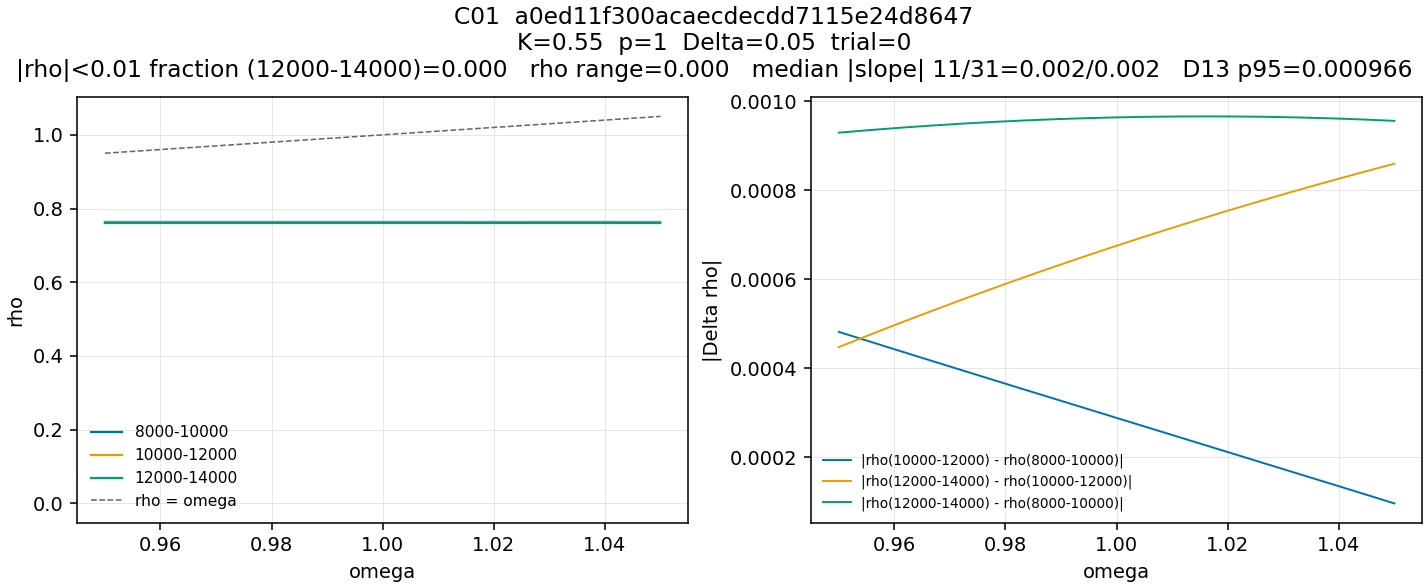 C01  a0ed11f300acaecdecdd7115e24d8647
K=0.55  p=1  Delta=0.05  trial=0
|rho|<0.01 fraction (12000-14000)=0.000   rho range=0.000   median |slope| 11/31=0.002/0.002   D13 p95=0.000966
rho
1.0
0.8
0.6
0.4
0.2
0.0
8000-10000
10000-12000
12000-14000
rho = omega
0.96
0.98
1.00
1.02
1.04
omega
|Delta rho|
0.0010
0.0008
0.0006
0.0004
0.0002
|rho(10000-12000) - rho(8000-10000)|
|rho(12000-14000) - rho(10000-12000)|
|rho(12000-14000) - rho(8000-10000)|
0.96
0.98
1.00
1.02
1.04
omega